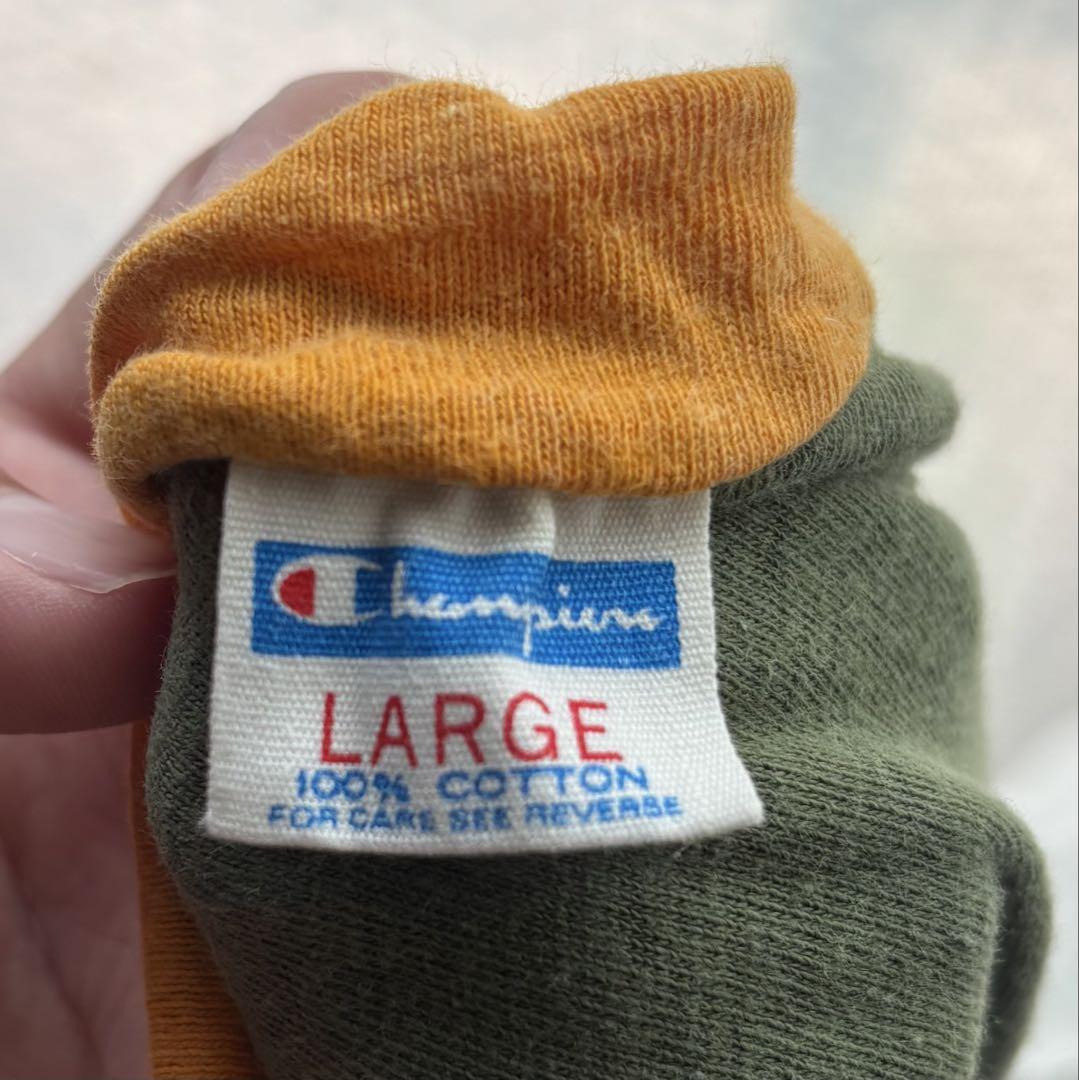 Champion
LARGE
100% COTTON
FOR CARE SEE REVERSE